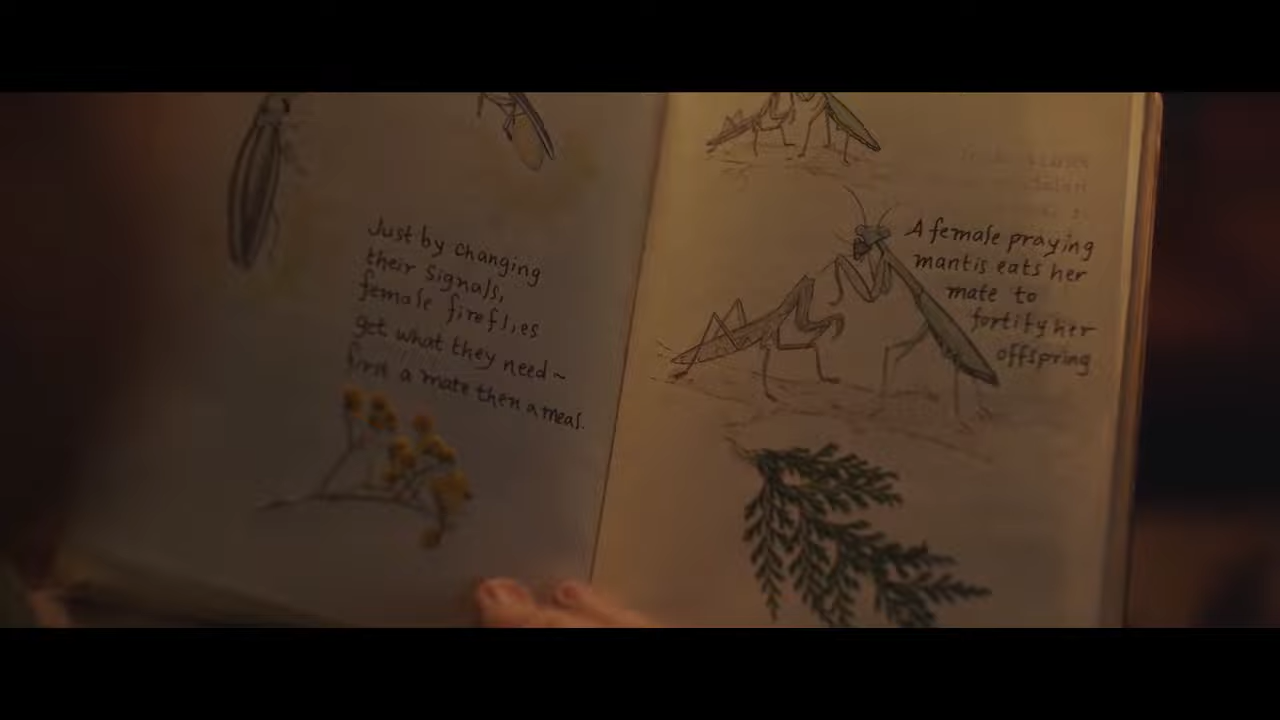 Just by changing
their signals,
female fireflies
get what they need~
first a mate then a meal.
A female praying
mantis eats her
mate to
fortify her
offspring